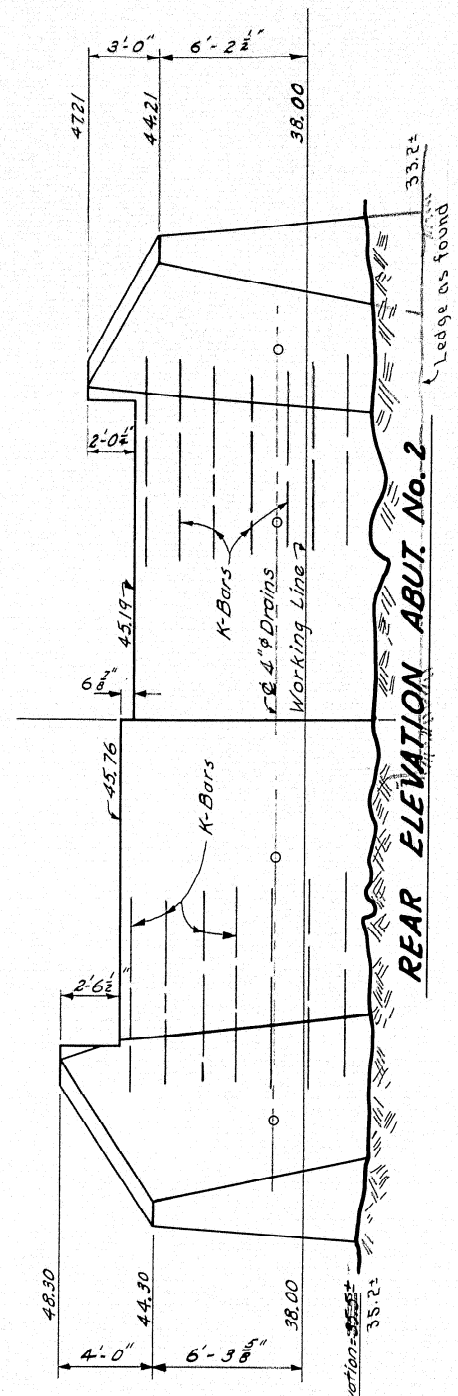 48.30
4'-0"
44.30
6'-3 5/8"
38.00
35.2±
2'-6 1/2"
45.76
K-Bars
6 7/8"
45.19
2'-0 1/2"
K-Bars
₵ 4"⌀ Drains
Working Line
47.21
3'-0"
44.21
6'-2 1/2"
38.00
33.2±
Ledge as found
REAR ELEVATION ABUT. No. 2